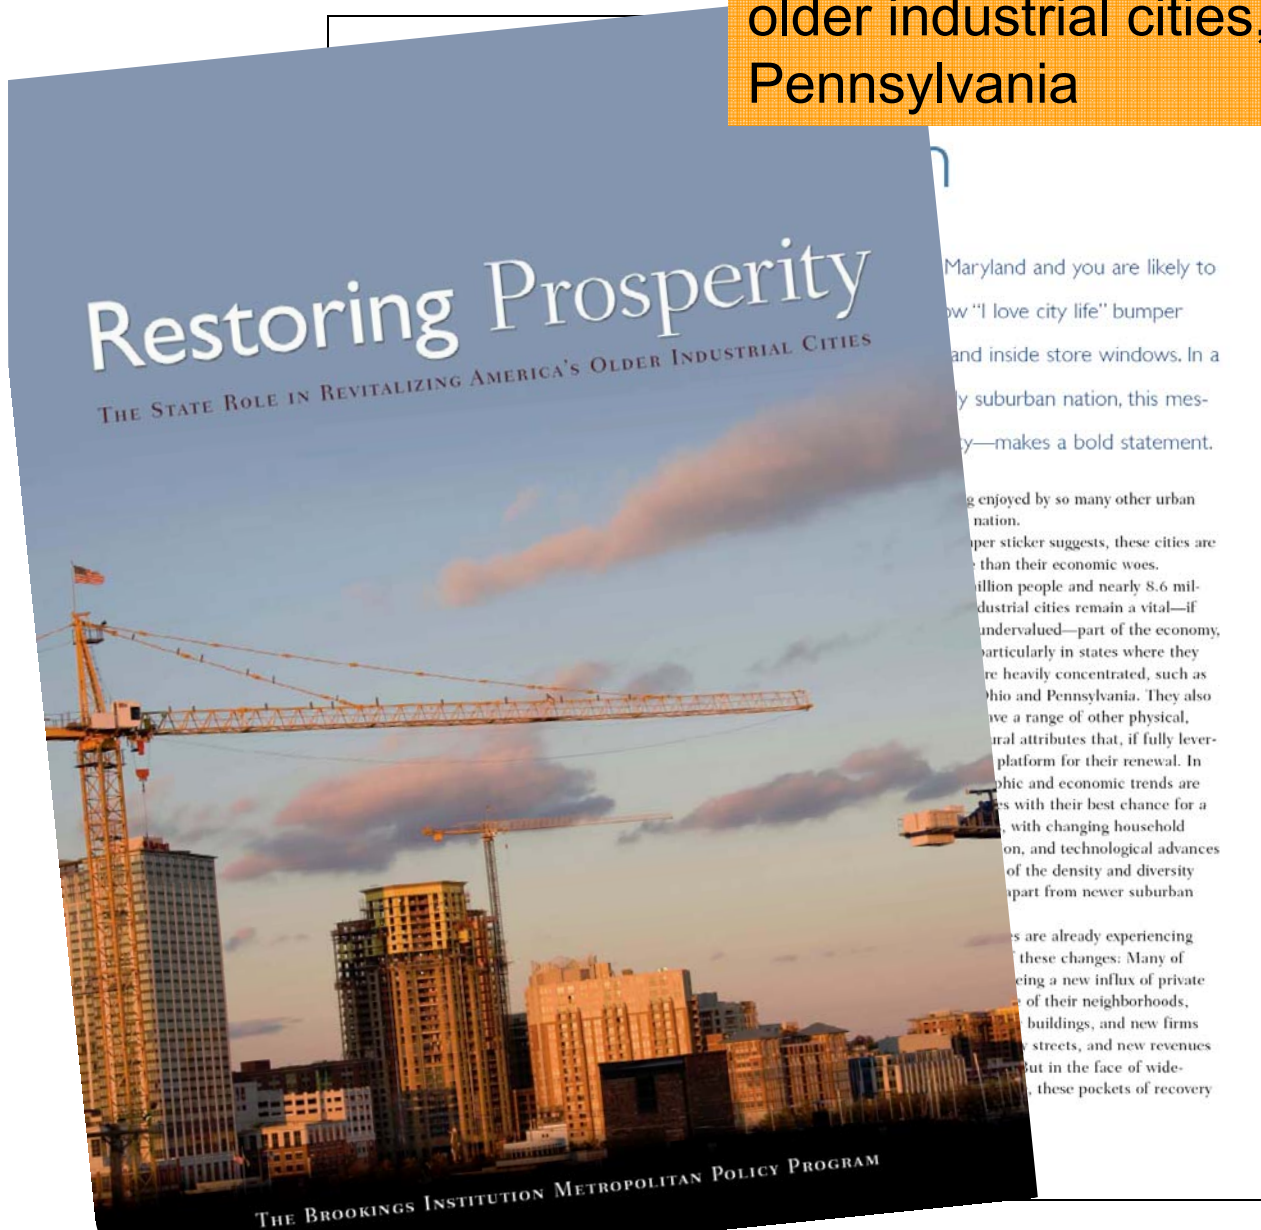 older industrial cities,
Pennsylvania
Restoring Prosperity
THE STATE ROLE IN REVITALIZING AMERICA'S OLDER INDUSTRIAL CITIES
THE BROOKINGS INSTITUTION METROPOLITAN POLICY PROGRAM
n
Maryland and you are likely to
“I love city life” bumper
and inside store windows. In a
suburban nation, this mes-
—makes a bold statement.
enjoyed by so many other urban
nation.
sticker suggests, these cities are
than their economic woes.
people and nearly 8.6 mil-
cities remain a vital—if
undervalued—part of the economy,
particularly in states where they
heavily concentrated, such as
Ohio and Pennsylvania. They also
a range of other physical,
attributes that, if fully lever-
platform for their renewal. In
and economic trends are
with their best chance for a
, with changing household
, and technological advances
of the density and diversity
apart from newer suburban
are already experiencing
these changes: Many of
a new influx of private
of their neighborhoods,
buildings, and new firms
streets, and new revenues
But in the face of wide-
, these pockets of recovery